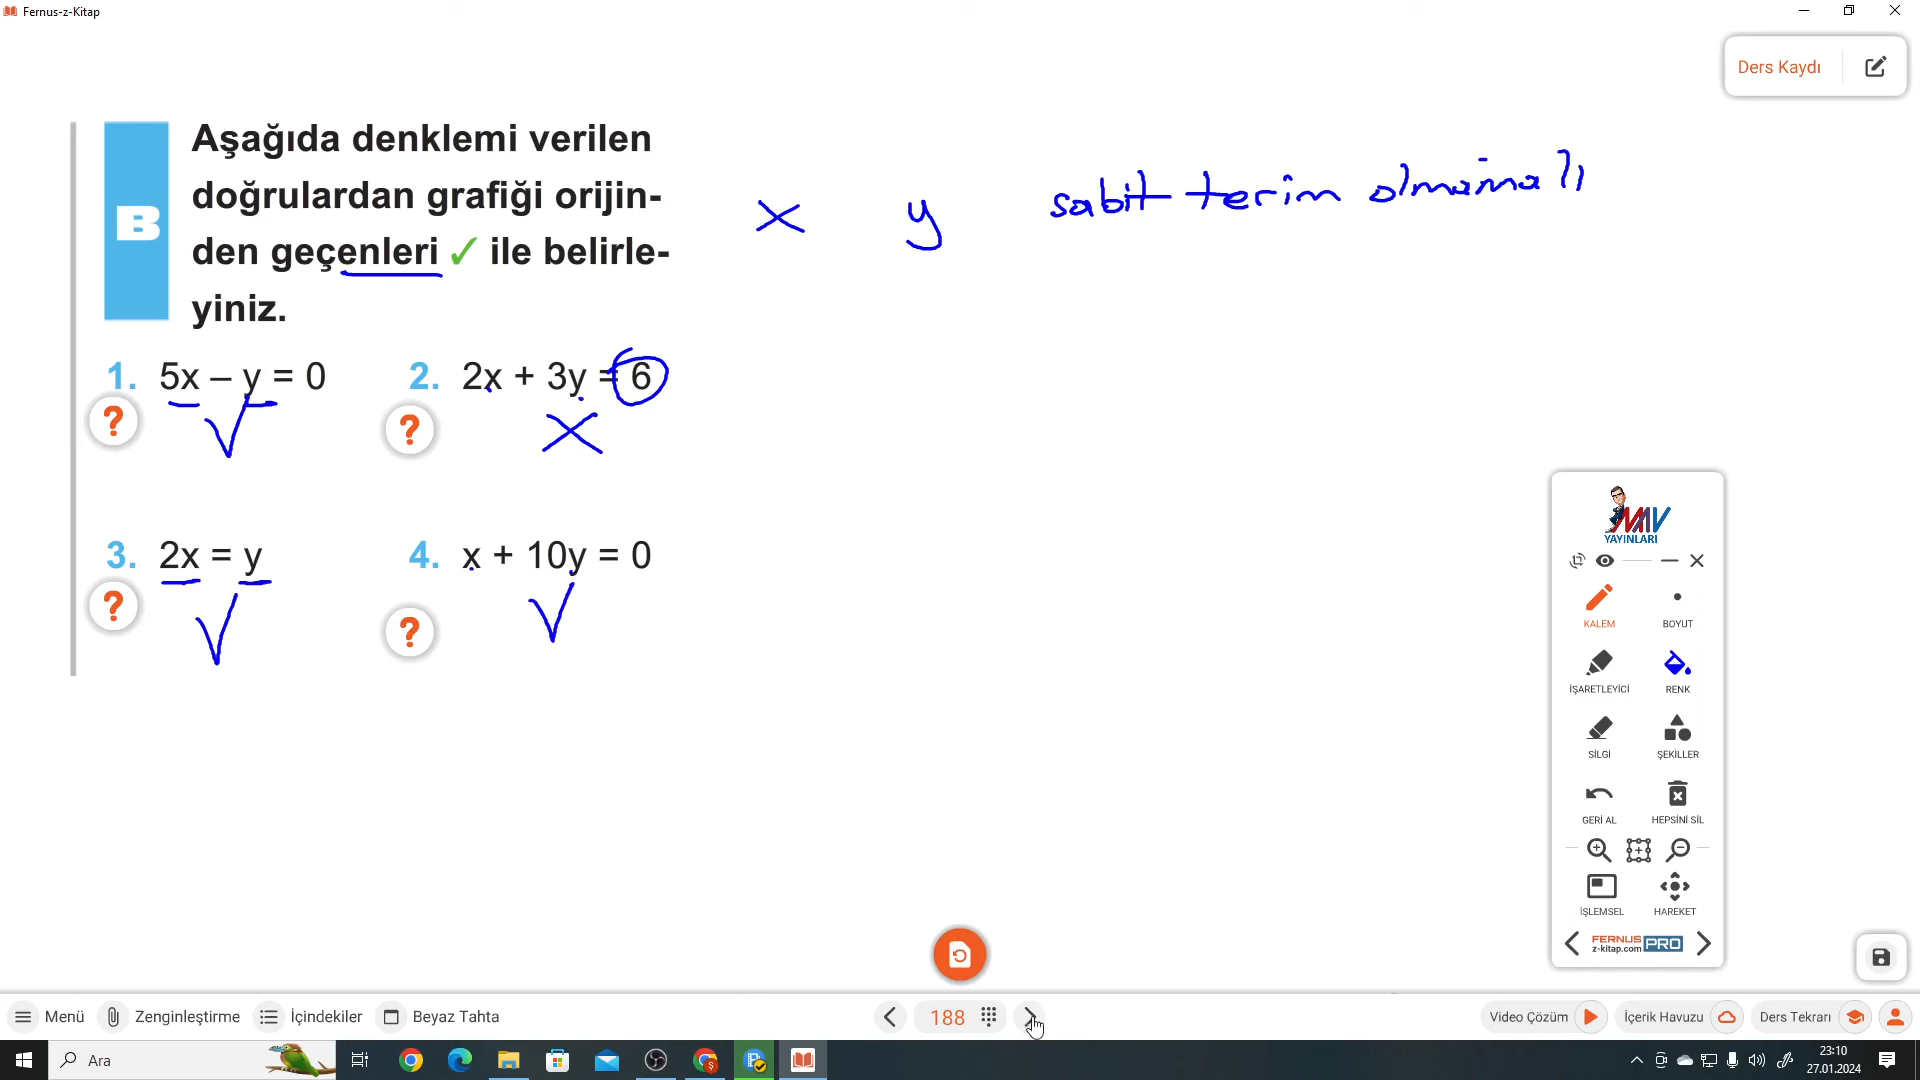 Fernus-z-Kitap
Ders Kaydı
B
Aşağıda denklemi verilen
doğrulardan grafiği orijin-
den geçenleri ✓ ile belirle-
yiniz.
x y sabit terim olmamalı
1. 5x – y = 0
2. 2x + 3y = 6
?
?
3. 2x = y
4. x + 10y = 0
?
?
MAV
YAYINLARI
KALEM
BOYUT
İŞARETLEYİCİ
RENK
SİLGİ
ŞEKİLLER
GERİ AL
HEPSİNİ SİL
İŞLEMSEL
HAREKET
FERNUS
z-kitap.com
PRO
Menü
Zenginleştirme
İçindekiler
Beyaz Tahta
188
Video Çözüm
İçerik Havuzu
Ders Tekrarı
Ara
23:10
27.01.2024